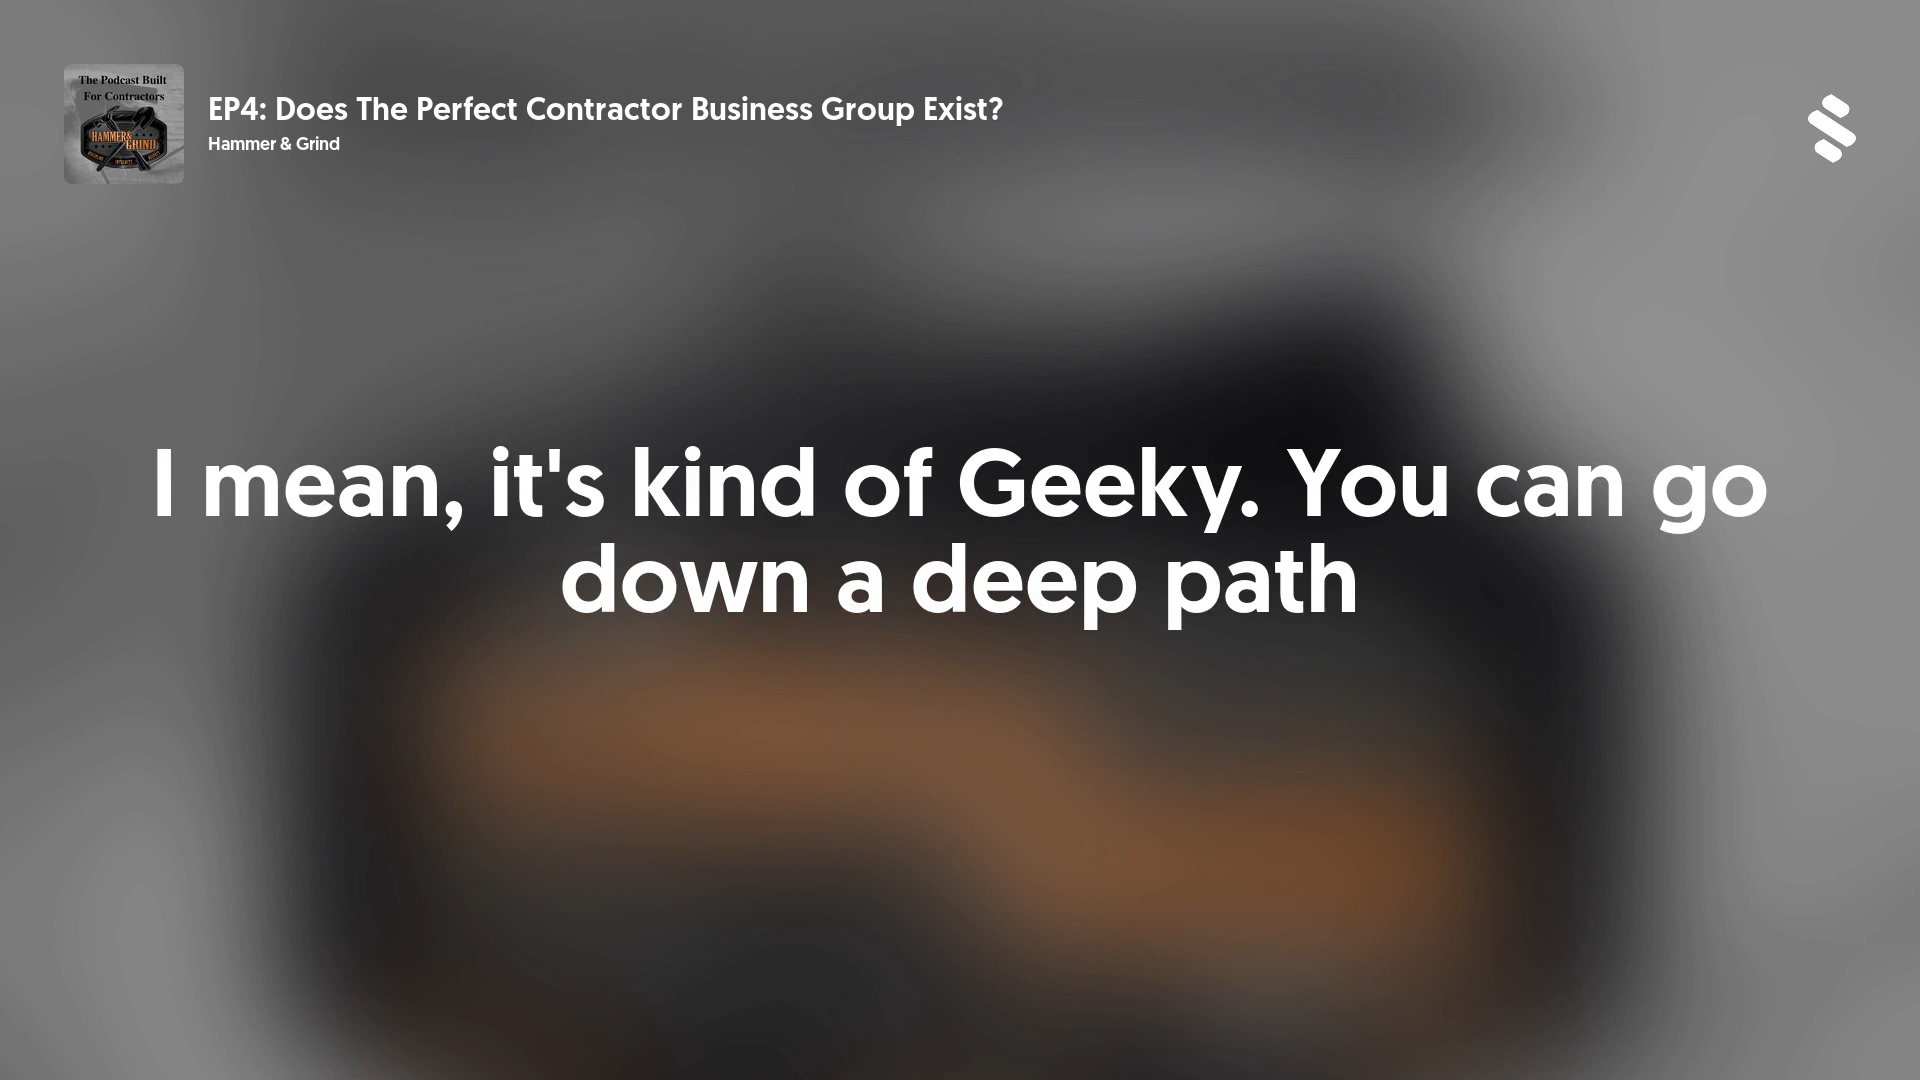 The Podcast Built
For Contractors
HAMMER&
GRIND
EP4: Does The Perfect Contractor Business Group Exist?
Hammer & Grind
I mean, it's kind of Geeky. You can go
down a deep path